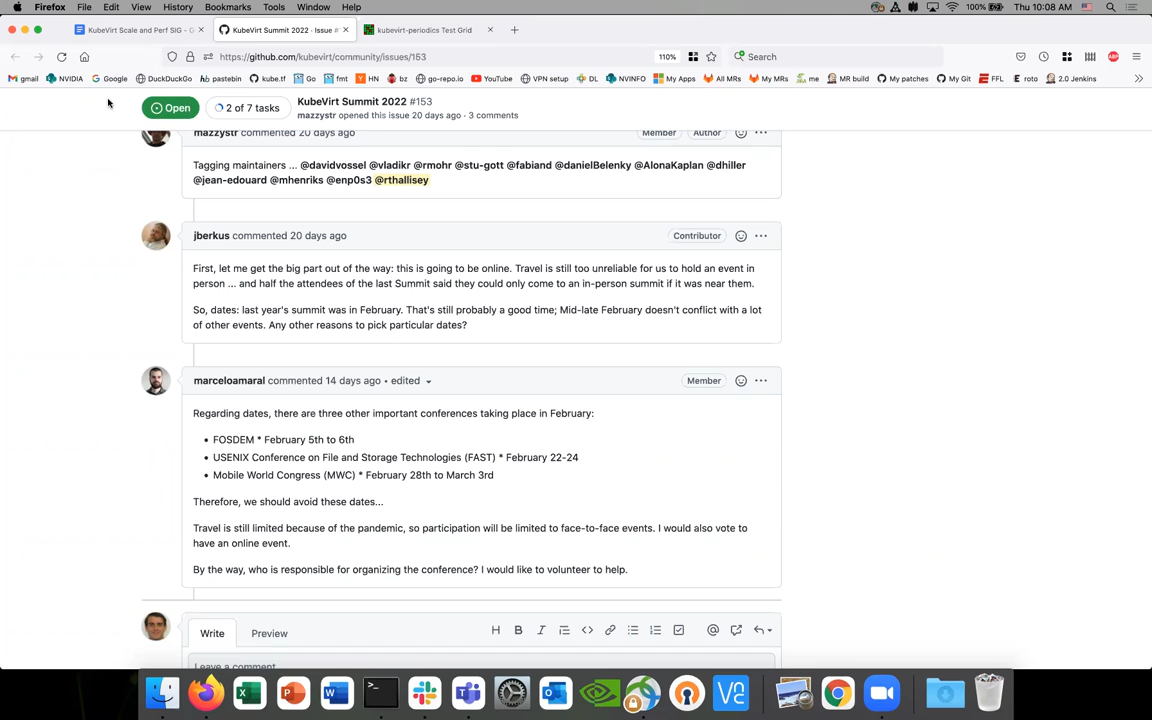 Firefox File Edit View History Bookmarks Tools Window Help 100% Thu 10:08 AM
KubeVirt Scale and Perf SIG - G KubeVirt Summit 2022 · Issue # kubevirt-periodics Test Grid
https://github.com/kubevirt/community/issues/153 110% Search
gmail NVIDIA Google DuckDuckGo pastebin kube.tf Go fmt HN bz go-repo.io YouTube VPN setup DL NVINFO My Apps All MRs My MRs me MR build My patches My Git FFL roto 2.0 Jenkins
Open 2 of 7 tasks KubeVirt Summit 2022 #153
mazzystr opened this issue 20 days ago · 3 comments
mazzystr commented 20 days ago Member Author
Tagging maintainers ... @davidvossel @vladikr @rmohr @stu-gott @fabiand @danielBelenky @AlonaKaplan @dhiller
@jean-edouard @mhenriks @enp0s3 @rthallisey
jberkus commented 20 days ago Contributor
First, let me get the big part out of the way: this is going to be online. Travel is still too unreliable for us to hold an event in
person ... and half the attendees of the last Summit said they could only come to an in-person summit if it was near them.
So, dates: last year's summit was in February. That's still probably a good time; Mid-late February doesn't conflict with a lot
of other events. Any other reasons to pick particular dates?
marceloamaral commented 14 days ago • edited Member
Regarding dates, there are three other important conferences taking place in February:
• FOSDEM * February 5th to 6th
• USENIX Conference on File and Storage Technologies (FAST) * February 22-24
• Mobile World Congress (MWC) * February 28th to March 3rd
Therefore, we should avoid these dates...
Travel is still limited because of the pandemic, so participation will be limited to face-to-face events. I would also vote to
have an online event.
By the way, who is responsible for organizing the conference? I would like to volunteer to help.
Write Preview
Leave a comment